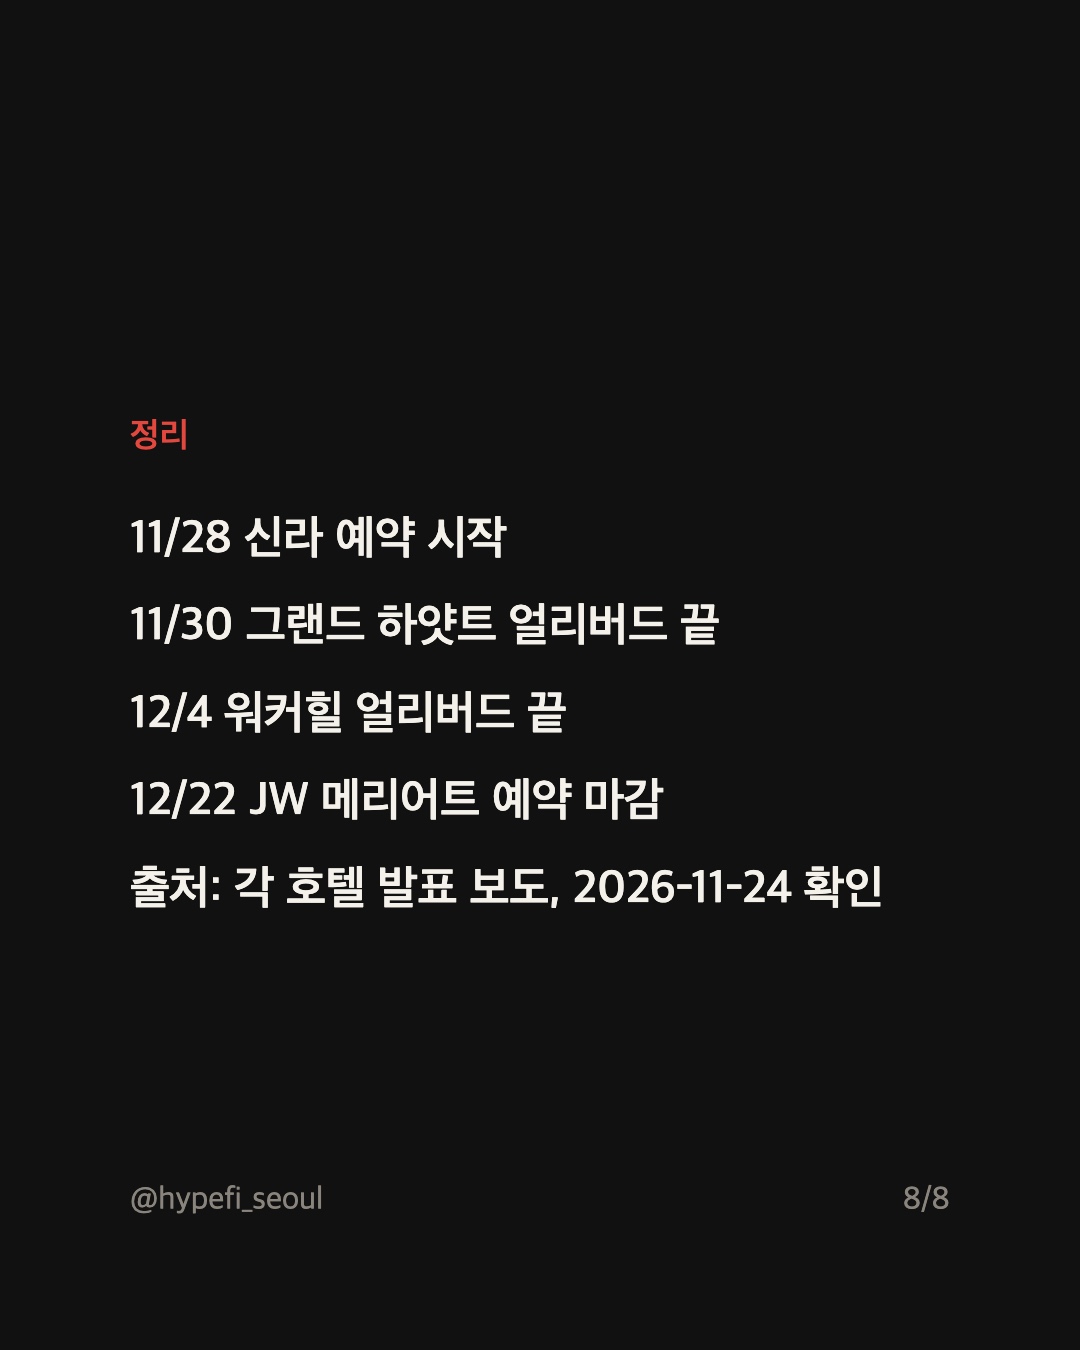 정리
11/28 신라 예약 시작
11/30 그랜드 하얏트 얼리버드 끝
12/4 워커힐 얼리버드 끝
12/22 JW 메리어트 예약 마감
출처: 각 호텔 발표 보도, 2026-11-24 확인
@hypefi_seoul
8/8